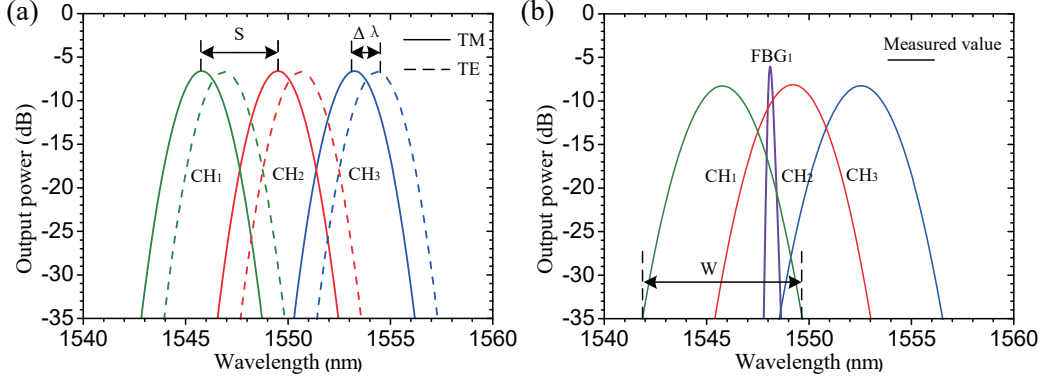 (a)
0
-5
-10
-15
-20
-25
-30
-35
Output power (dB)
1540
1545
1550
1555
1560
Wavelength (nm)
S
Δ λ
TM
TE
CH1
CH2
CH3
(b)
0
-5
-10
-15
-20
-25
-30
-35
Output power (dB)
1540
1545
1550
1555
1560
Wavelength (nm)
FBG1
Measured value
CH1
CH2
CH3
W